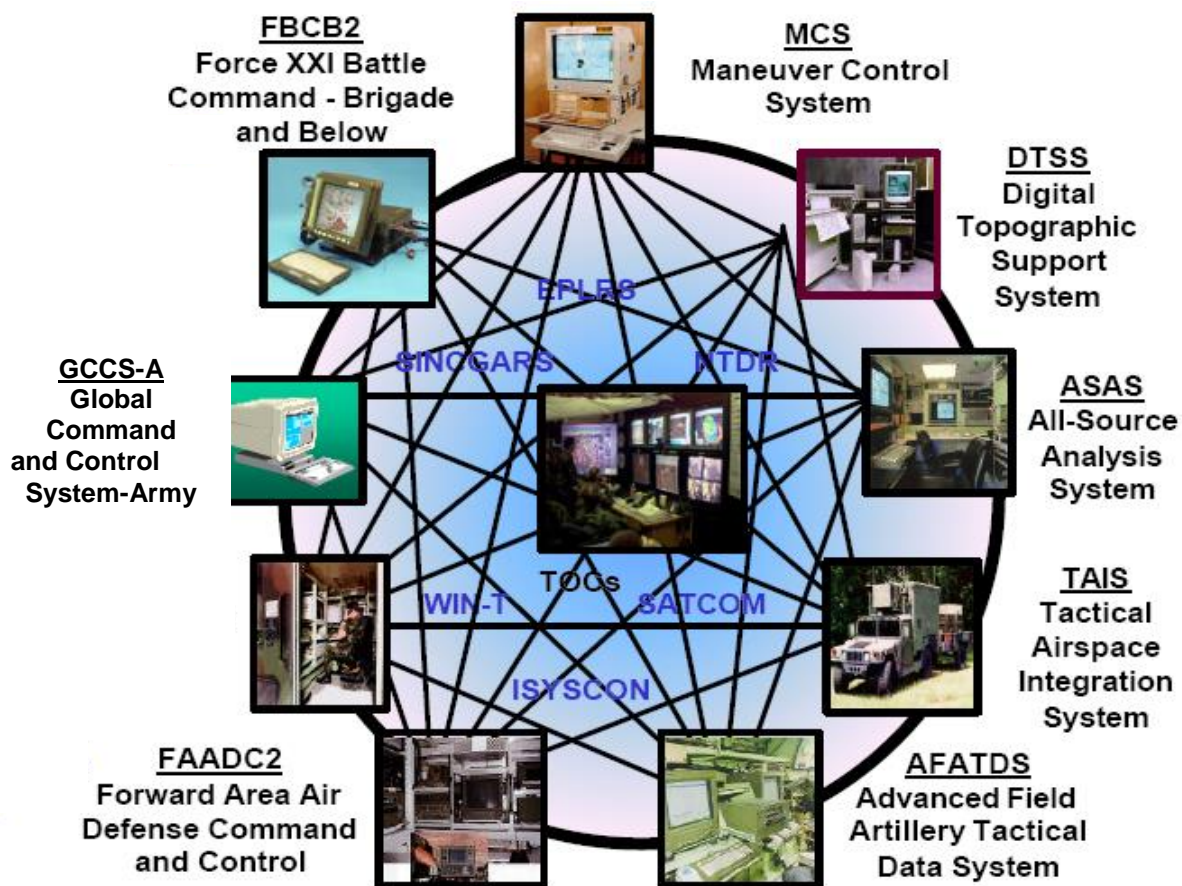 FBCB2
Force XXI Battle
Command - Brigade
and Below
MCS
Maneuver Control
System
DTSS
Digital
Topographic
Support
System
EPLRS
SINCGARS
NTDR
GCCS-A
Global
Command
and Control
System-Army
ASAS
All-Source
Analysis
System
TOCs
WIN-T
SATCOM
TAIS
Tactical
Airspace
Integration
System
ISYSCON
FAADC2
Forward Area Air
Defense Command
and Control
AFATDS
Advanced Field
Artillery Tactical
Data System